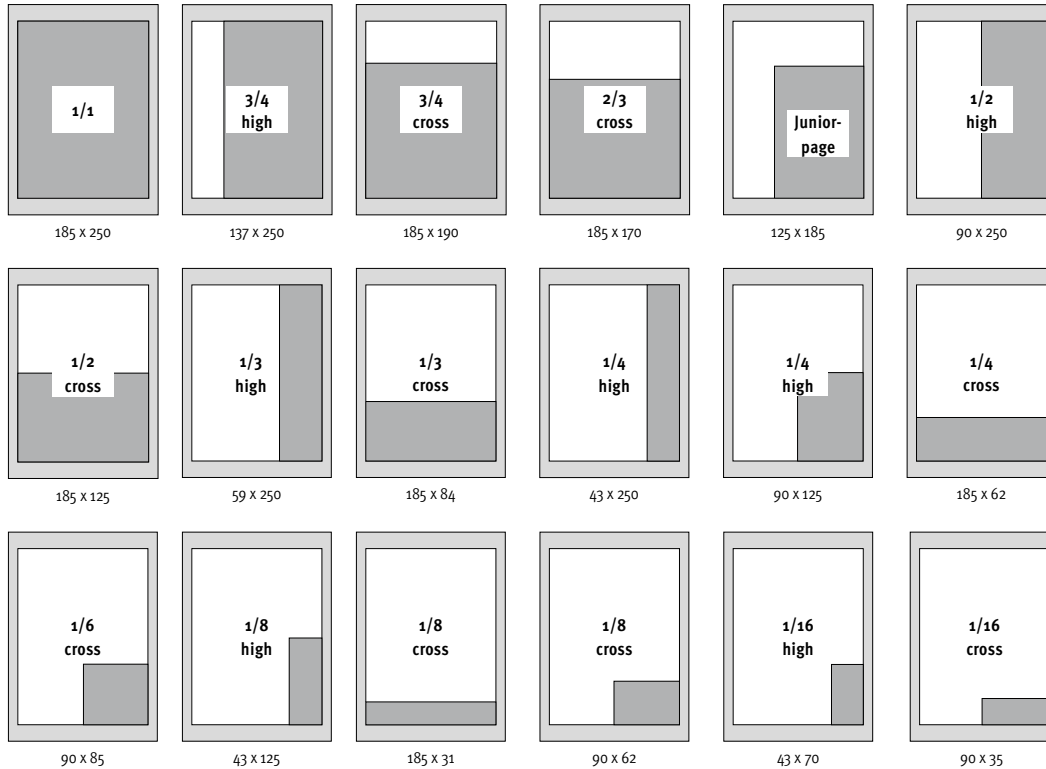 1/1
3/4
high
3/4
cross
2/3
cross
Junior-
page
1/2
high
185 x 250
137 x 250
185 x 190
185 x 170
125 x 185
90 x 250
1/2
cross
1/3
high
1/3
cross
1/4
high
1/4
high
1/4
cross
185 x 125
59 x 250
185 x 84
43 x 250
90 x 125
185 x 62
1/6
cross
1/8
high
1/8
cross
1/8
cross
1/16
high
1/16
cross
90 x 85
43 x 125
185 x 31
90 x 62
43 x 70
90 x 35